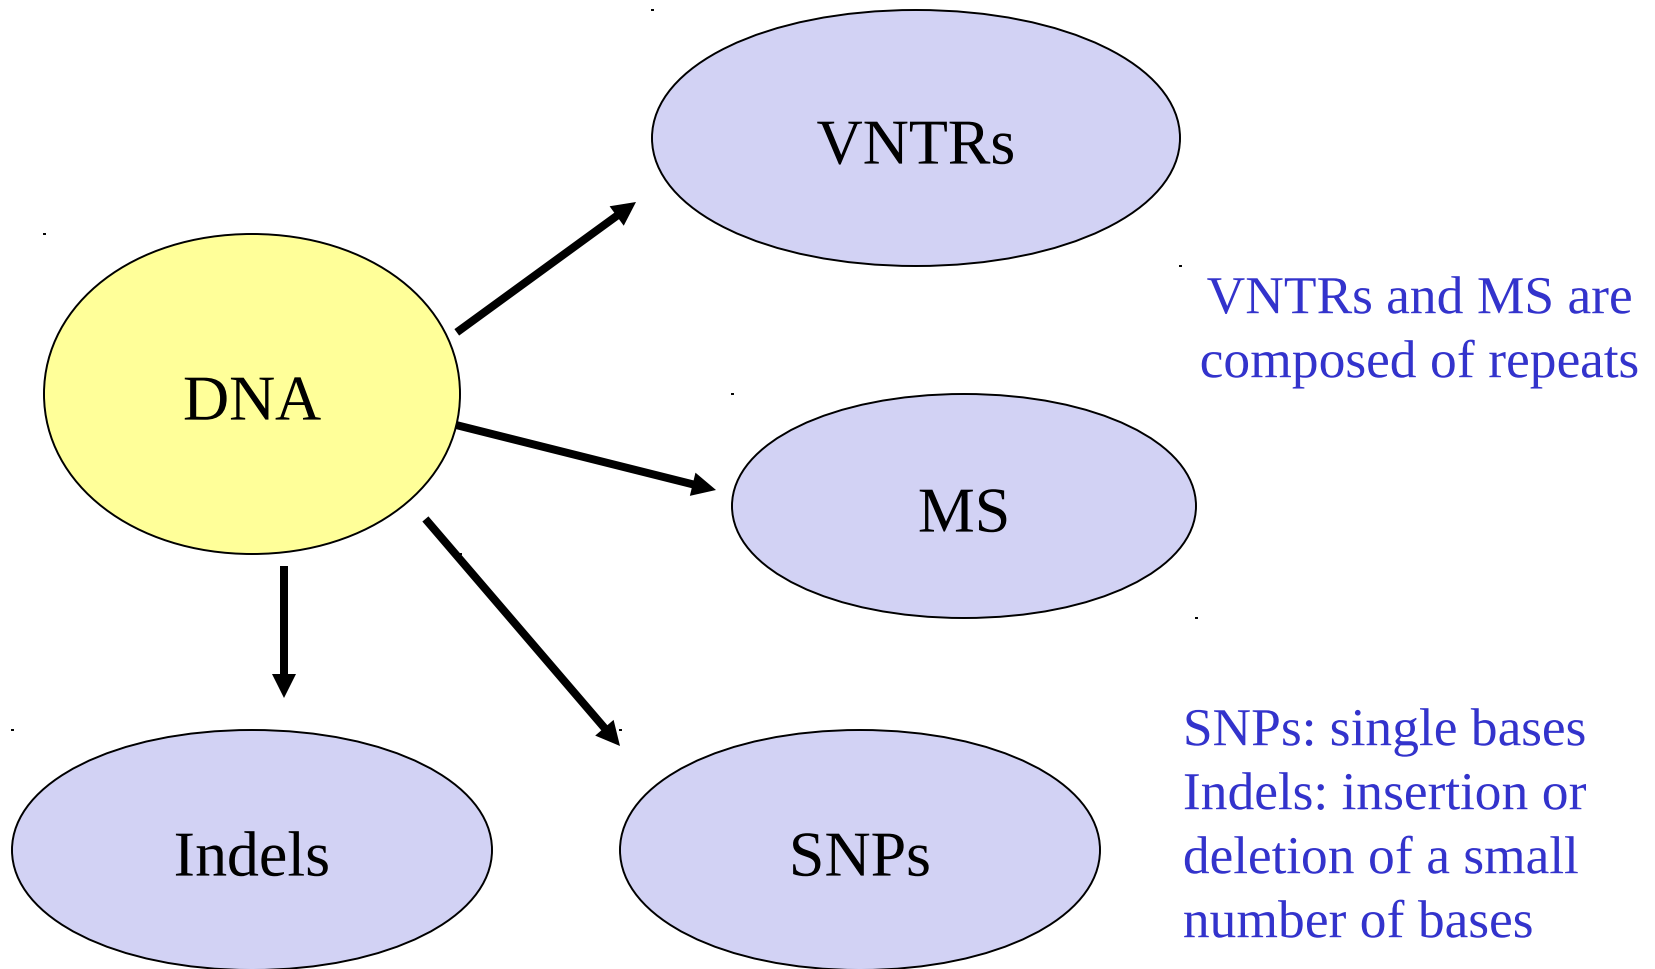 VNTRs
VNTRs and MS are
composed of repeats
DNA
MS
SNPs: single bases
Indels: insertion or
deletion of a small
number of bases
Indels
SNPs